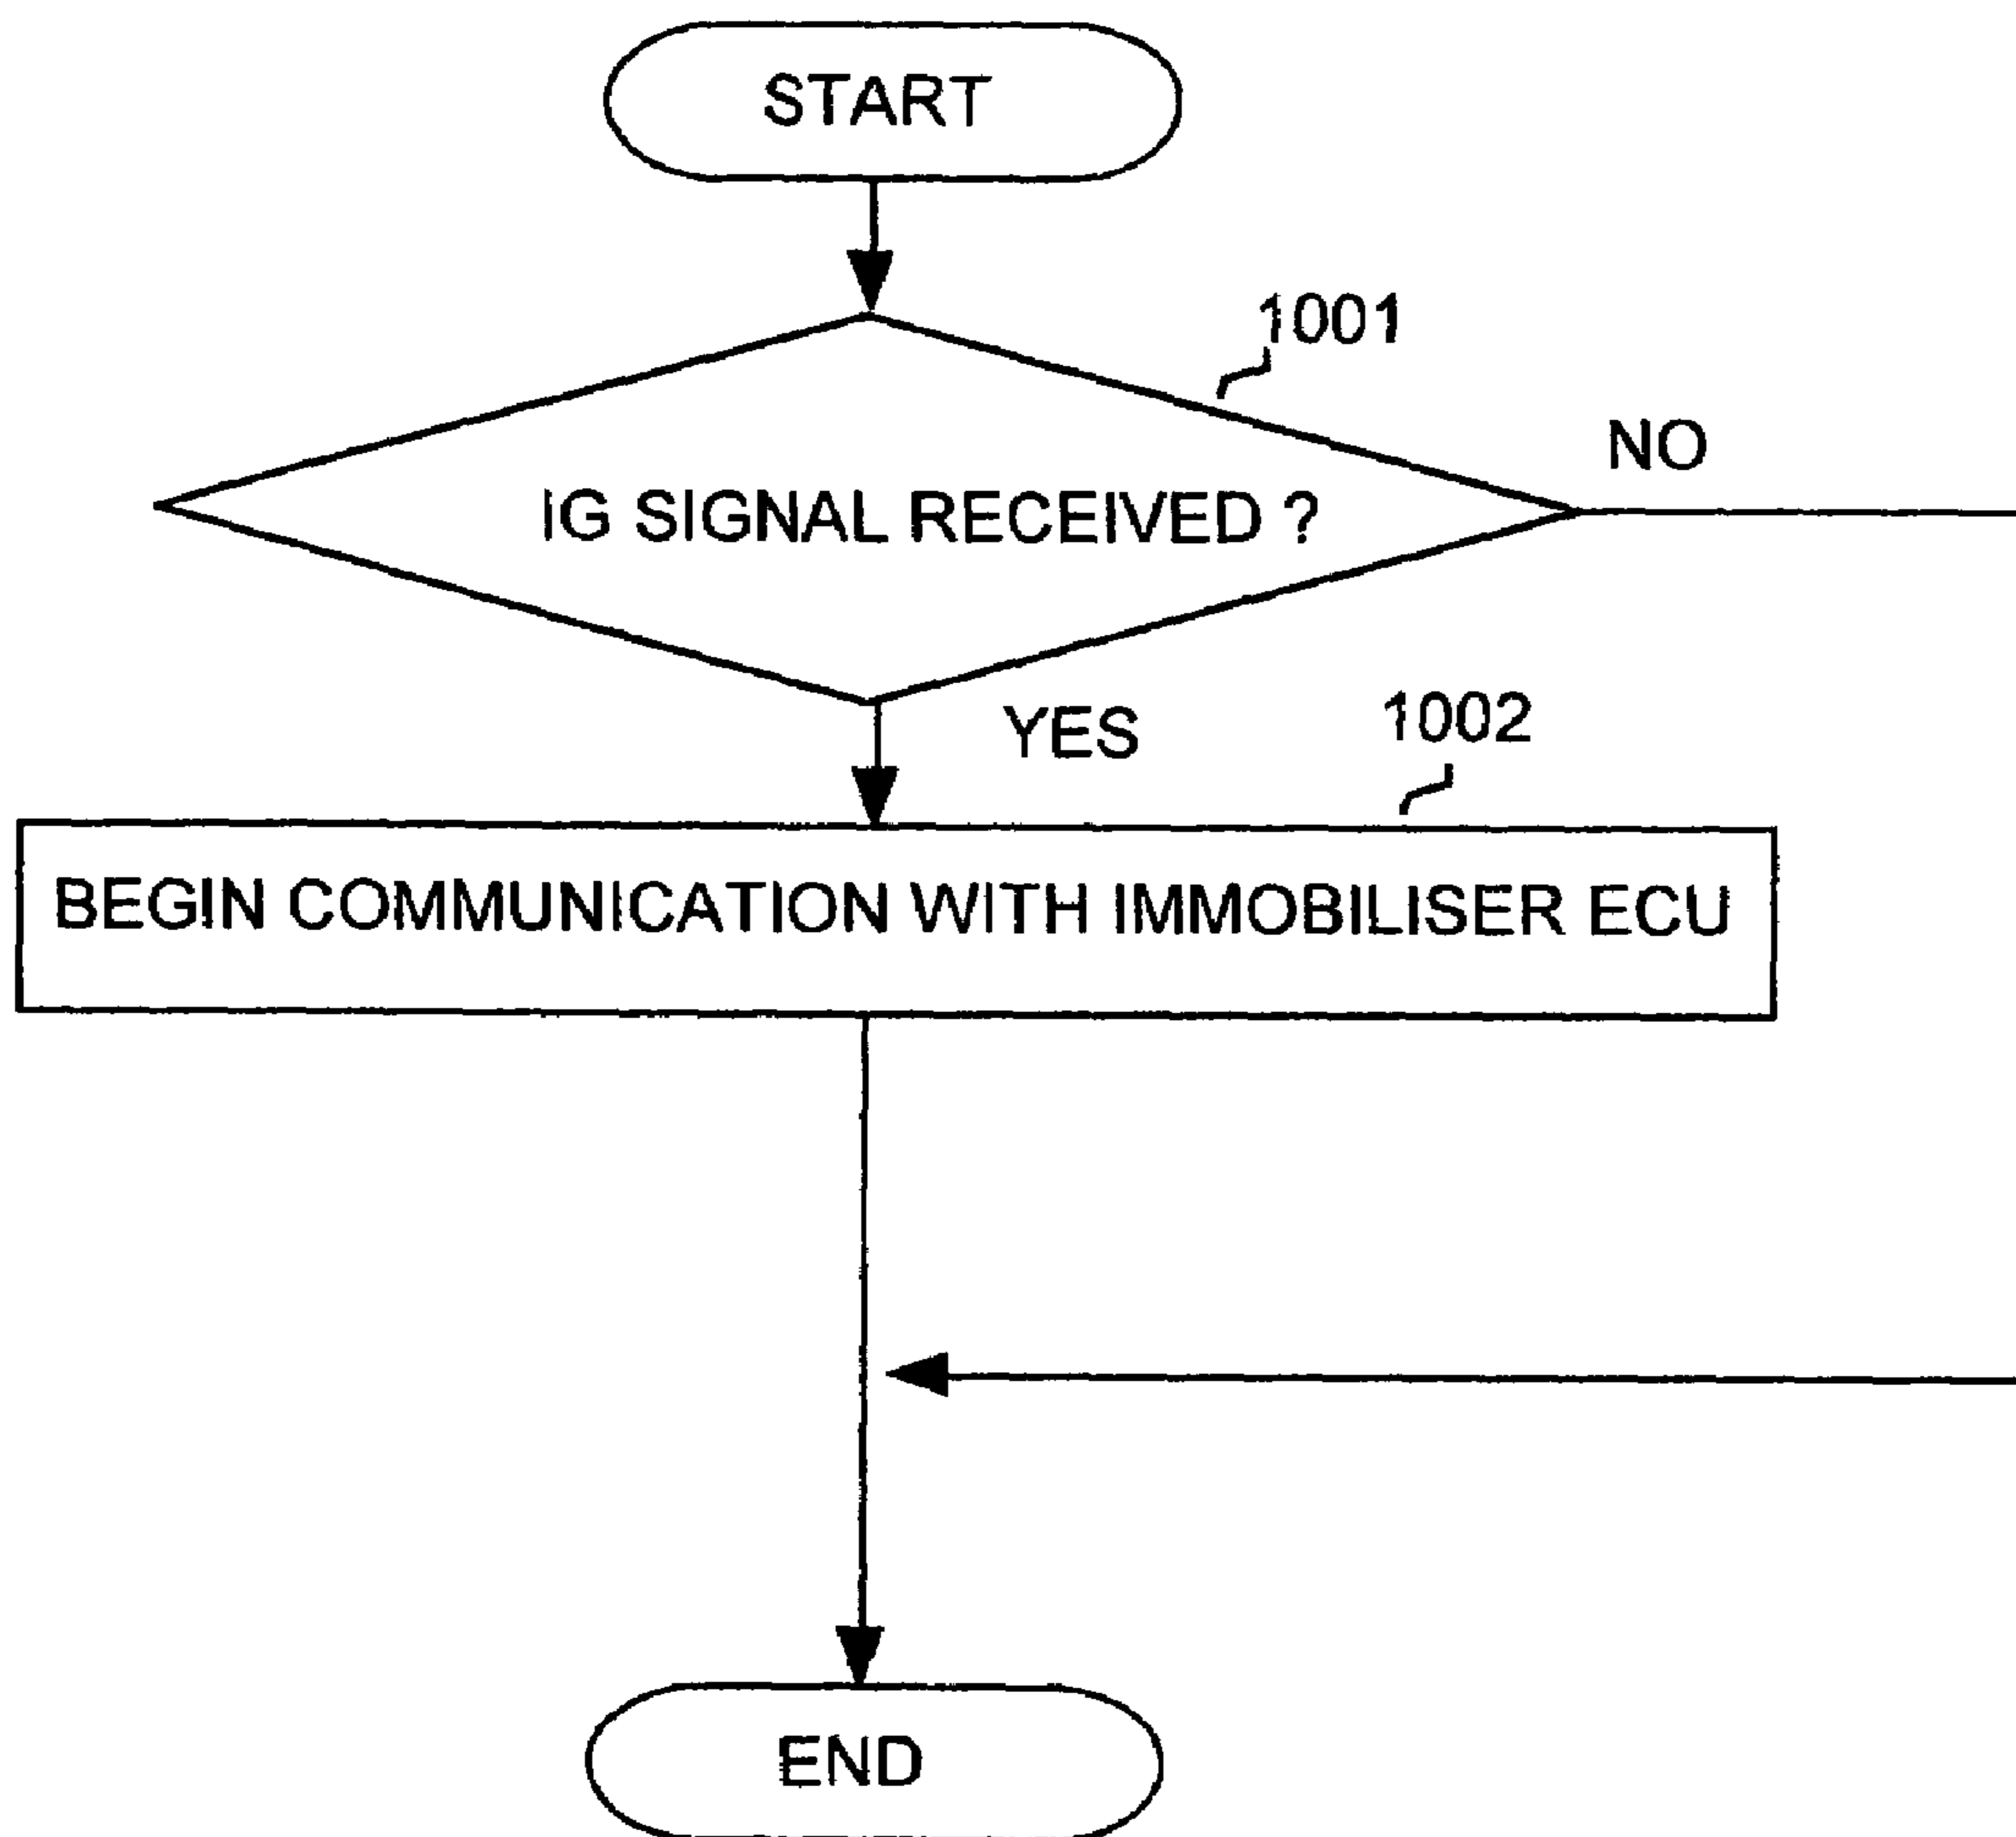 START
1001
NO
IG SIGNAL RECEIVED ?
YES
1002
BEGIN COMMUNICATION WITH IMMOBILISER ECU
END